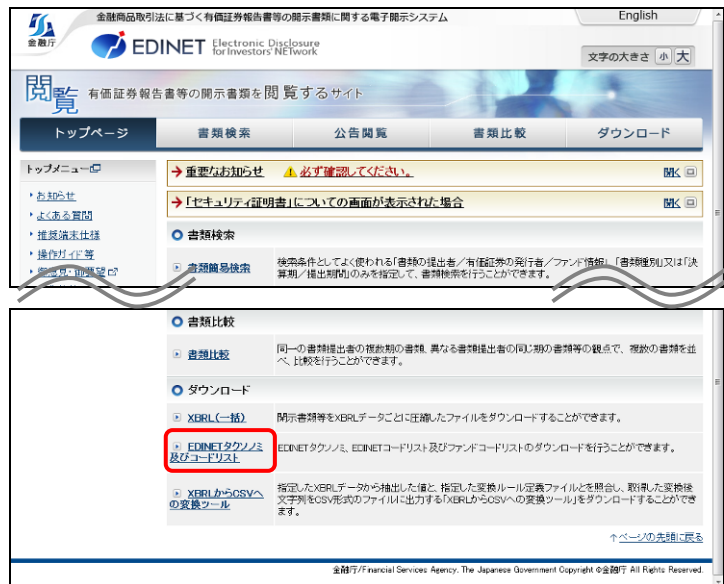 金融商品取引法に基づく有価証券報告書等の開示書類に関する電子開示システム
English
金融庁
EDINET Electronic Disclosure for Investors' NETwork
文字の大きさ 小 大
閲覧 有価証券報告書等の開示書類を閲覧するサイト
トップページ 書類検索 公告閲覧 書類比較 ダウンロード
トップメニュー
お知らせ
よくある質問
推奨端末仕様
操作ガイド等
重要なお知らせ 必ず確認してください。 開く
「セキュリティ証明書」についての画面が表示された場合 開く
書類検索
書類簡易検索
検索条件としてよく使われる「書類の提出者/有価証券の発行者/ファンド情報」、「書類種別」又は「決
算期/提出期間」のみを指定して、書類検索を行うことができます。
書類比較
書類比較
同一の書類提出者の複数期の書類、異なる書類提出者の同じ期の書類等の観点で、複数の書類を並
べ、比較を行うことができます。
ダウンロード
XBRL(一括)
開示書類等をXBRLデータごとに圧縮したファイルをダウンロードすることができます。
EDINETタクソノミ
及びコードリスト
EDINETタクソノミ、EDINETコードリスト及びファンドコードリストのダウンロードを行うことができます。
XBRLからCSVへ
の変換ツール
指定したXBRLデータから抽出した値と、指定した変換ルール定義ファイルとを照合し、取得した変換後
文字列をCSV形式のファイルに出力する「XBRLからCSVへの変換ツール」をダウンロードすることができ
ます。
↑ページの先頭に戻る
金融庁/Financial Services Agency, The Japanese Government Copyright ©金融庁 All Rights Reserved.